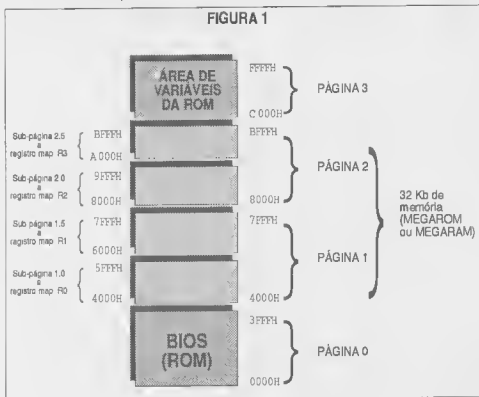 FIGURA 1
ÁREA DE
VARIÁVEIS
DA ROM
FFFFH
C000H
PÁGINA 3
Sub-página 2.5
a
registro map R3
BFFFH
A000H
BFFFH
8000H
PÁGINA 2
Sub-página 2.0
a
registro map R2
9FFFH
8000H
Sub-página 1.5
a
registro map R1
7FFFH
6000H
7FFFH
4000H
PÁGINA 1
Sub-página 1.0
a
registro map R0
5FFFH
4000H
32 Kb de
memória
(MEGAROM
ou MEGARAM)
BIOS
(ROM)
3FFFH
0000H
PÁGINA 0